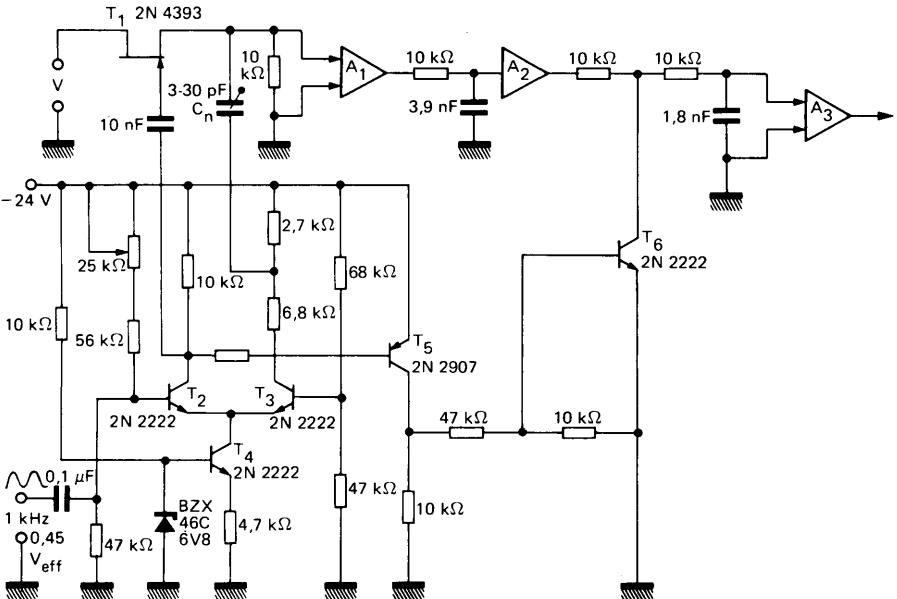 T1 2N 4393
V
10 kΩ
3-30 pF
Cn
10 nF
A1
10 kΩ
3,9 nF
A2
10 kΩ
10 kΩ
1,8 nF
A3
−24 V
25 kΩ
10 kΩ
2,7 kΩ
68 kΩ
T6
2N 2222
10 kΩ
56 kΩ
6,8 kΩ
T5
2N 2907
T2
2N 2222
T3
2N 2222
47 kΩ
10 kΩ
T4
2N 2222
0,1 µF
1 kHz
0,45
Veff
47 kΩ
BZX
46C
6V8
4,7 kΩ
47 kΩ
10 kΩ